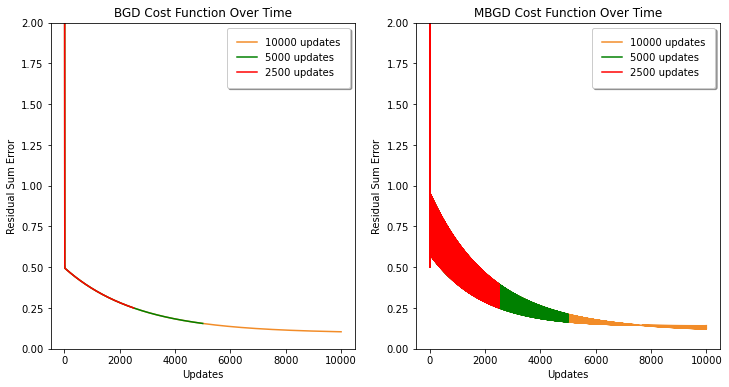 BGD Cost Function Over Time
2.00
1.75
1.50
1.25
1.00
0.75
0.50
0.25
0.00
Residual Sum Error
0
2000
4000
6000
8000
10000
Updates
10000 updates
5000 updates
2500 updates
MBGD Cost Function Over Time
2.00
1.75
1.50
1.25
1.00
0.75
0.50
0.25
0.00
Residual Sum Error
0
2000
4000
6000
8000
10000
Updates
10000 updates
5000 updates
2500 updates